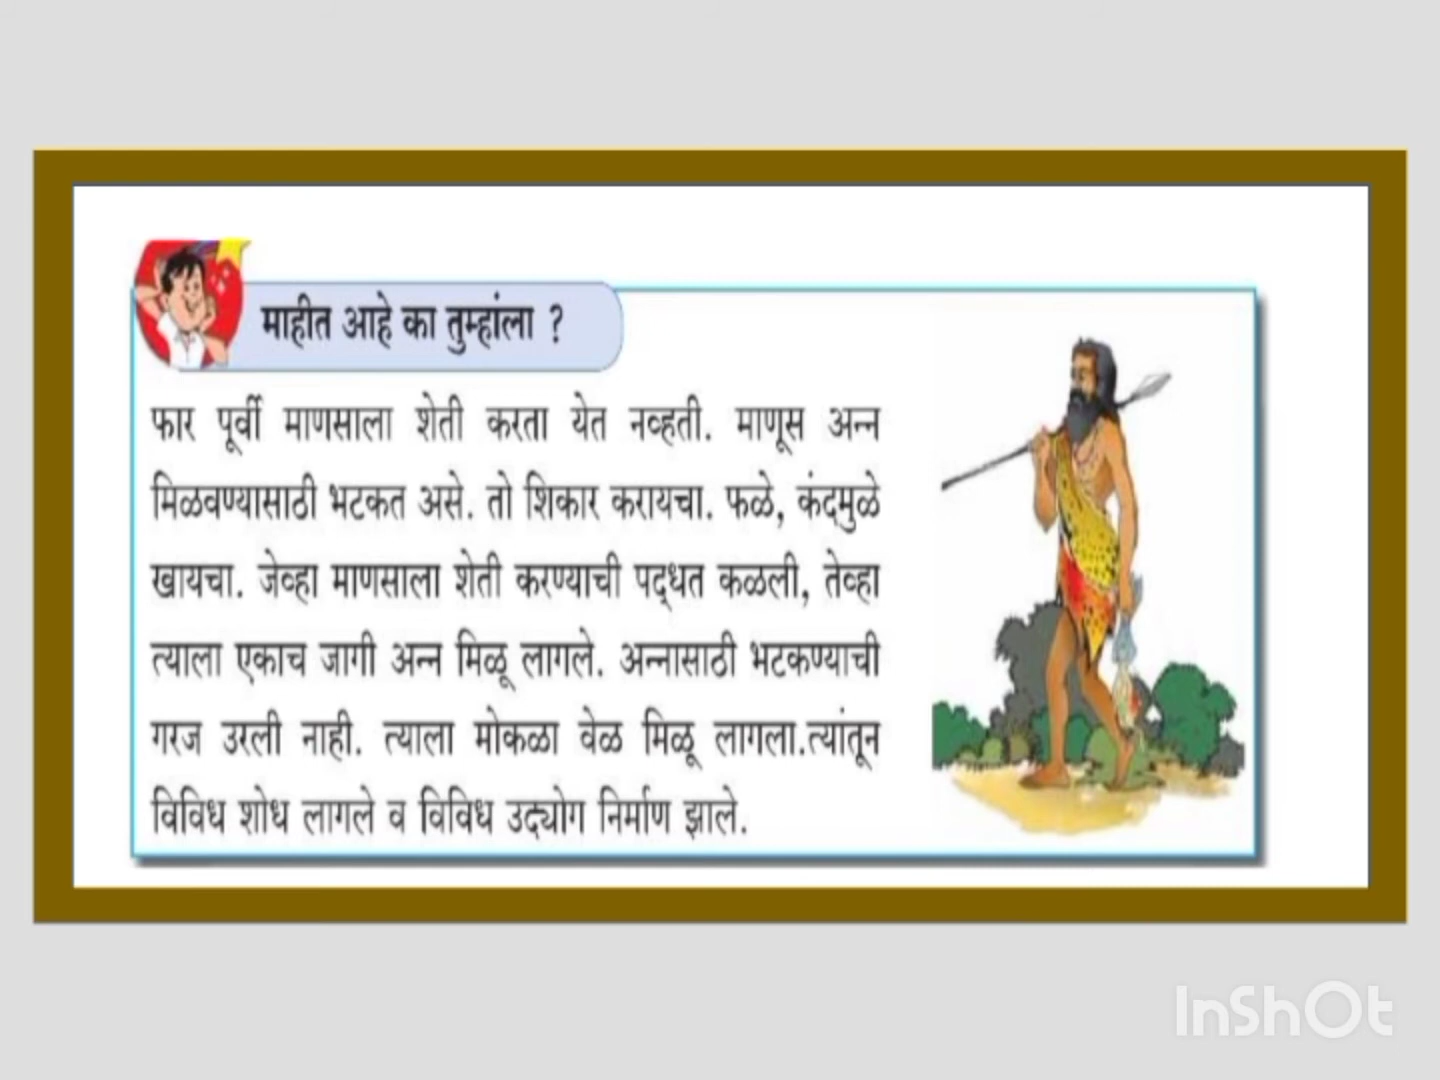 माहीत आहे का तुम्हांला ?
फार पूर्वी माणसाला शेती करता येत नव्हती. माणूस अन्न
मिळवण्यासाठी भटकत असे. तो शिकार करायचा. फळे, कंदमुळे
खायचा. जेव्हा माणसाला शेती करण्याची पद्धत कळली, तेव्हा
त्याला एकाच जागी अन्न मिळू लागले. अन्नासाठी भटकण्याची
गरज उरली नाही. त्याला मोकळा वेळ मिळू लागला.त्यांतून
विविध शोध लागले व विविध उद्योग निर्माण झाले.
InShOt